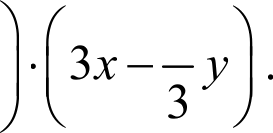 ) · (3x − —/3 y).